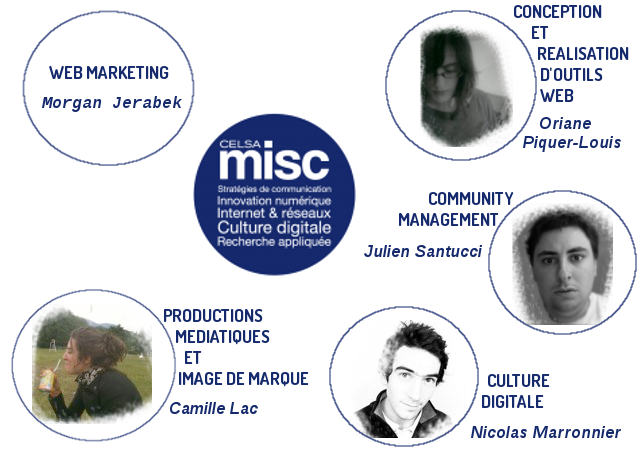 WEB MARKETING
Morgan Jerabek
CONCEPTION
ET
REALISATION
D'OUTILS
WEB
Oriane
Piquer-Louis
CELSA
misc
Stratégies de communication
Innovation numérique
Internet & réseaux
Culture digitale
Recherche appliquée
COMMUNITY
MANAGEMENT
Julien Santucci
PRODUCTIONS
MEDIATIQUES
ET
IMAGE DE MARQUE
Camille Lac
CULTURE
DIGITALE
Nicolas Marronnier